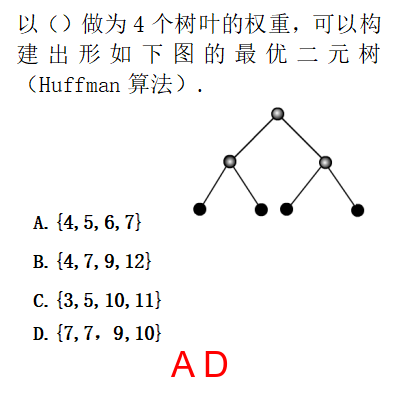 以()做为4个树叶的权重，可以构
建出形如下图的最优二元树
（Huffman 算法）.
A. {4,5,6,7}
B. {4,7,9,12}
C. {3,5,10,11}
D. {7,7，9,10}
A D